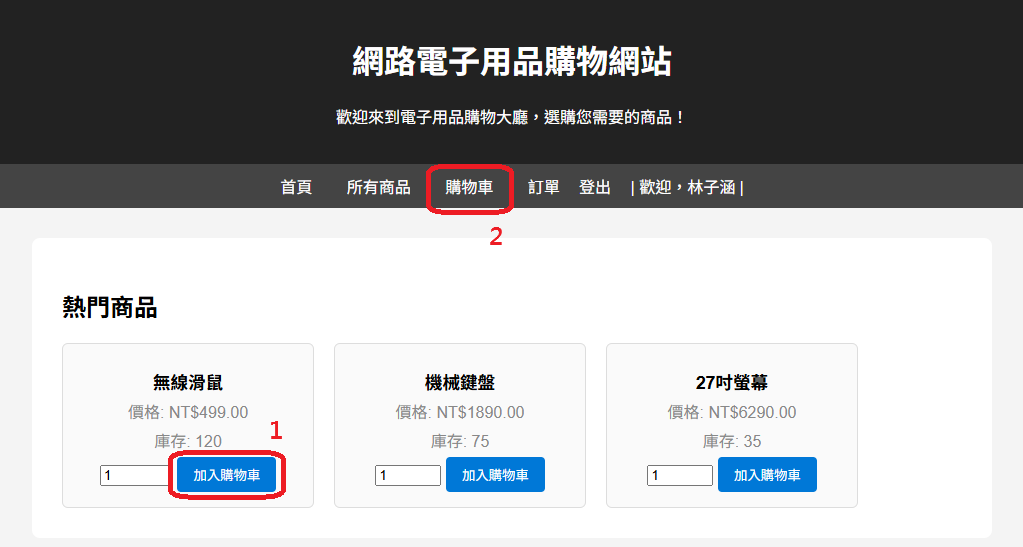 網路電子用品購物網站
歡迎來到電子用品購物大廳，選購您需要的商品！
首頁 所有商品 購物車 訂單 登出 | 歡迎，林子涵 |
2
熱門商品
無線滑鼠 機械鍵盤 27吋螢幕
價格: NT$499.00 價格: NT$1890.00 價格: NT$6290.00
庫存: 120 1 庫存: 75 庫存: 35
1 加入購物車 1 加入購物車 1 加入購物車